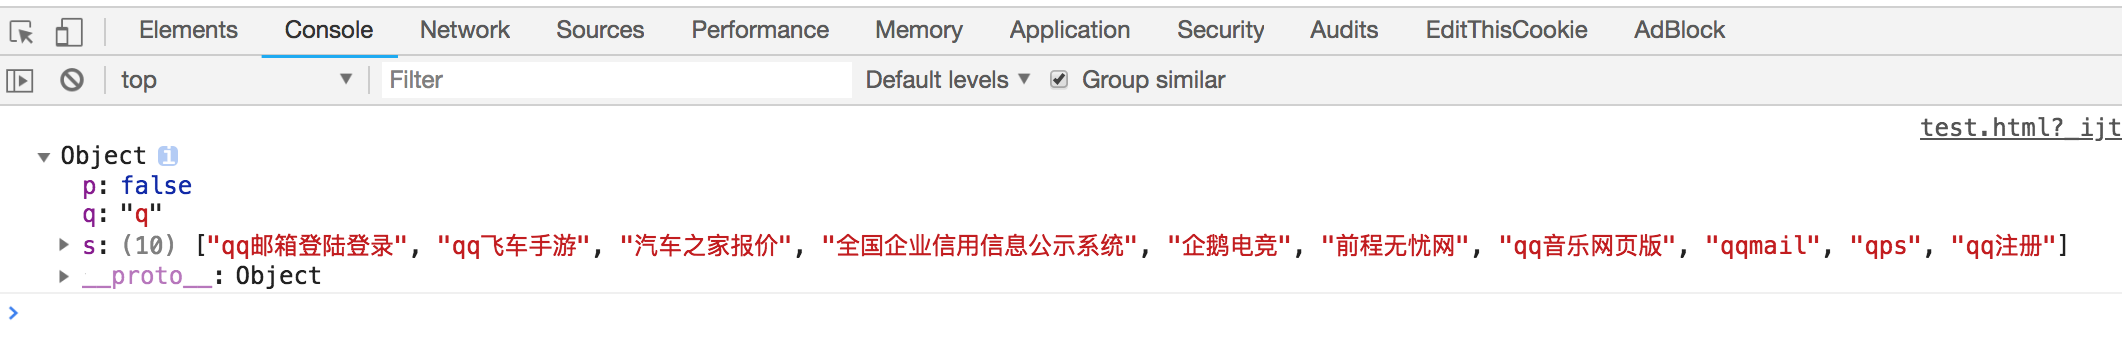 Elements Console Network Sources Performance Memory Application Security Audits EditThisCookie AdBlock
top Filter Default levels Group similar
test.html?_ijt
Object i
p: false
q: "q"
s: (10) ["qq邮箱登陆登录", "qq飞车手游", "汽车之家报价", "全国企业信用信息公示系统", "企鹅电竞", "前程无忧网", "qq音乐网页版", "qqmail", "qps", "qq注册"]
__proto__: Object